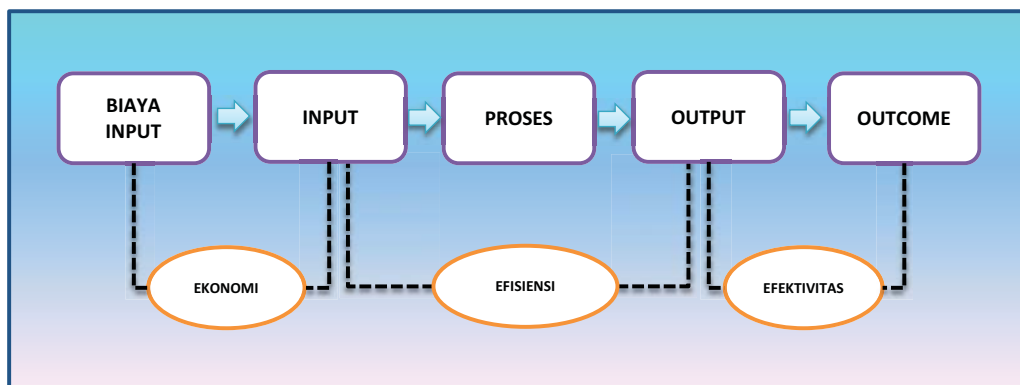 BIAYA
INPUT
INPUT
PROSES
OUTPUT
OUTCOME
EKONOMI
EFISIENSI
EFEKTIVITAS